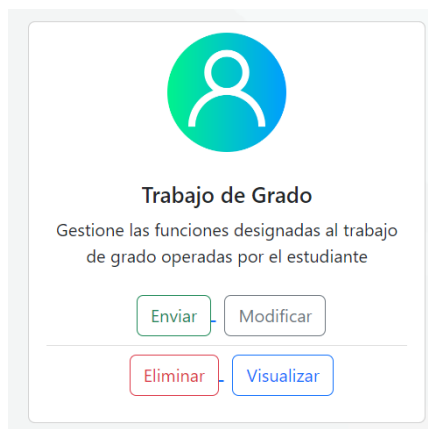 Trabajo de Grado
Gestione las funciones designadas al trabajo
de grado operadas por el estudiante
Enviar Modificar
Eliminar Visualizar